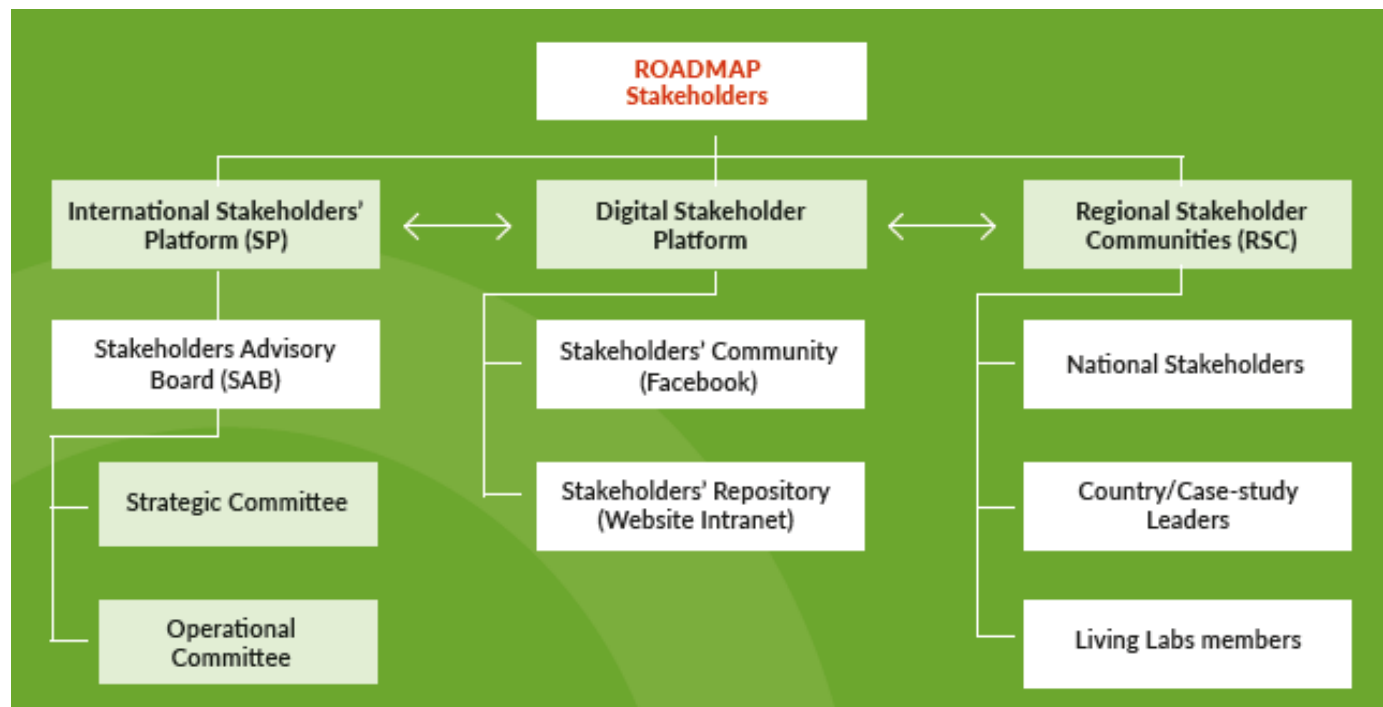 ROADMAP
Stakeholders
International Stakeholders’
Platform (SP)
Digital Stakeholder
Platform
Regional Stakeholder
Communities (RSC)
Stakeholders Advisory
Board (SAB)
Stakeholders’ Community
(Facebook)
National Stakeholders
Strategic Committee
Stakeholders’ Repository
(Website Intranet)
Country/Case-study
Leaders
Operational
Committee
Living Labs members